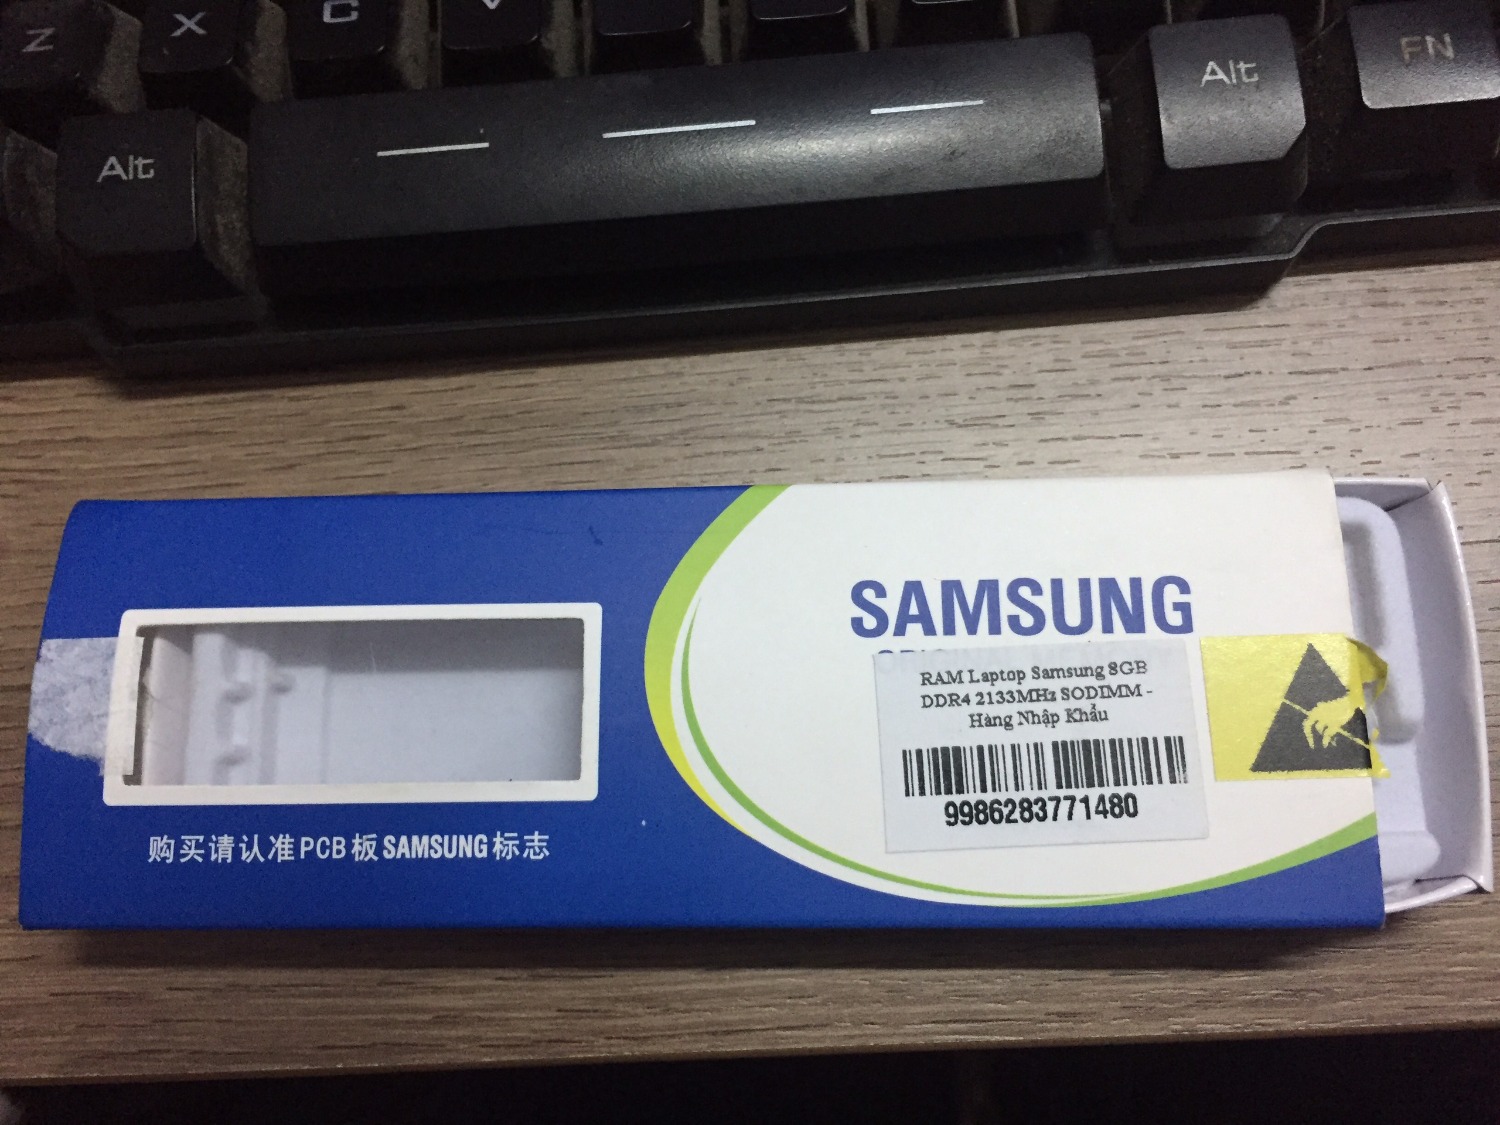 Z X C
Alt Alt FN
SAMSUNG
RAM Laptop Samsung 8GB
DDR4 2133MHz SODIMM -
Hàng Nhập Khẩu
9986283771480
购买请认准PCB板SAMSUNG标志